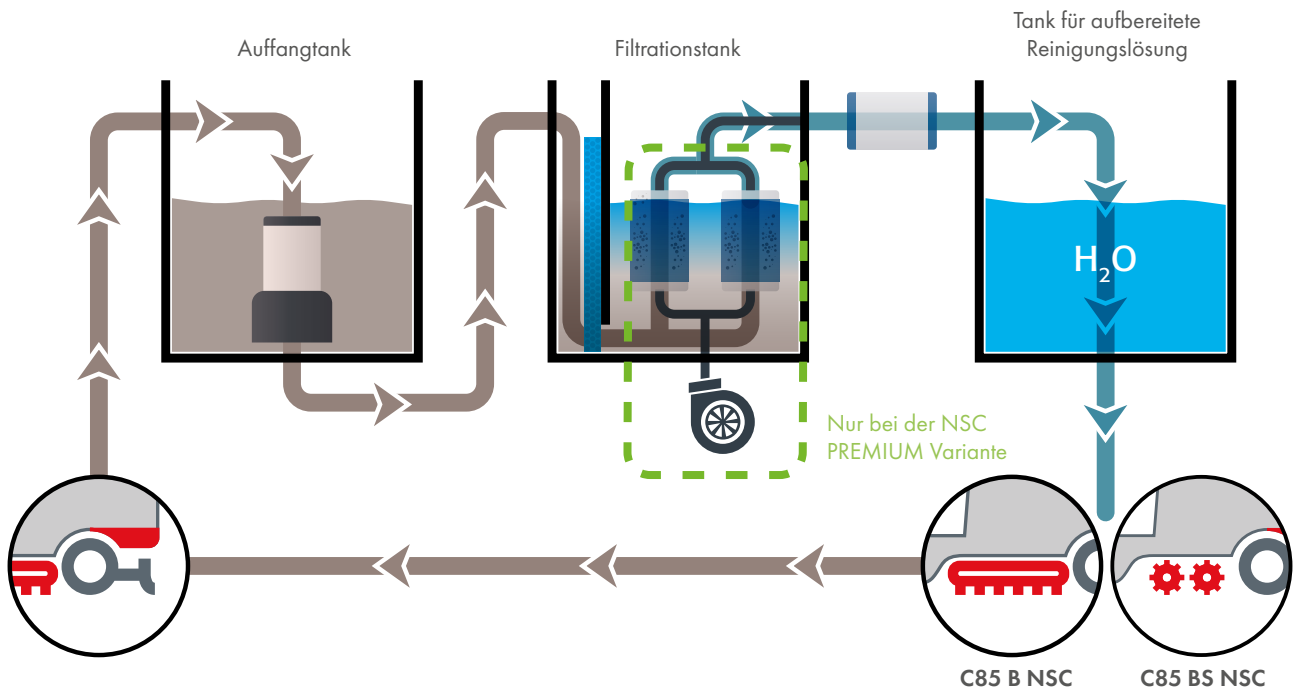 Auffangtank
Filtrationstank
Tank für aufbereitete
Reinigungslösung
H₂O
Nur bei der NSC
PREMIUM Variante
C85 B NSC
C85 BS NSC